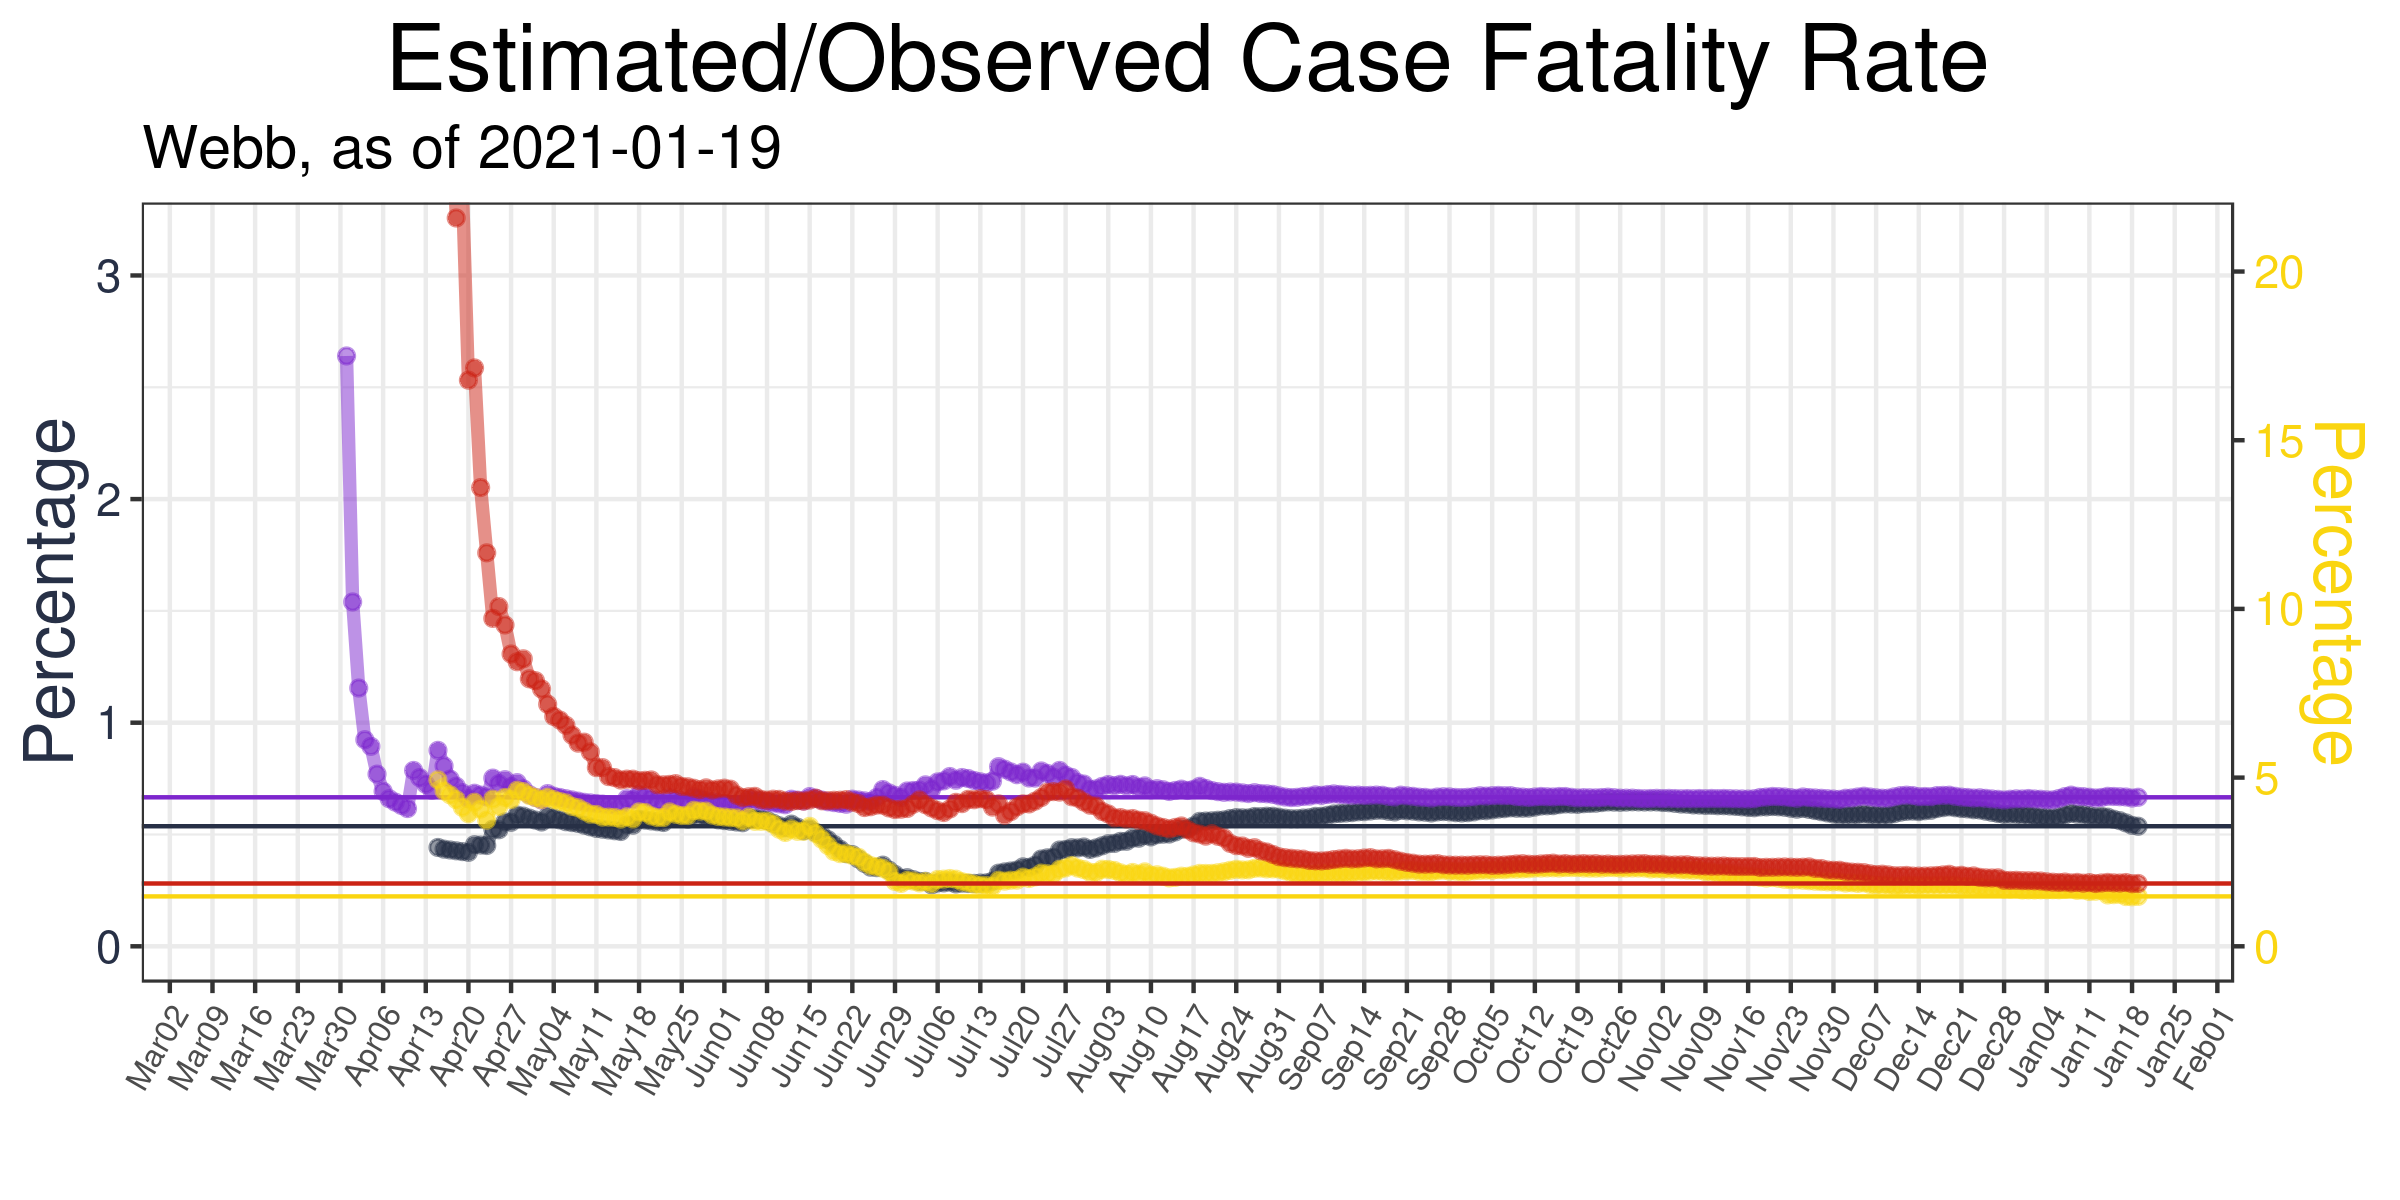 Estimated/Observed Case Fatality Rate
Webb, as of 2021-01-19
Percentage
3
2
1
0
20
15
10
5
0
Percentage
Mar02 Mar09 Mar16 Mar23 Mar30 Apr06 Apr13 Apr20 Apr27 May04 May11 May18 May25 Jun01 Jun08 Jun15 Jun22 Jun29 Jul06 Jul13 Jul20 Jul27 Aug03 Aug10 Aug17 Aug24 Aug31 Sep07 Sep14 Sep21 Sep28 Oct05 Oct12 Oct19 Oct26 Nov02 Nov09 Nov16 Nov23 Nov30 Dec07 Dec14 Dec21 Dec28 Jan04 Jan11 Jan18 Jan25 Feb01